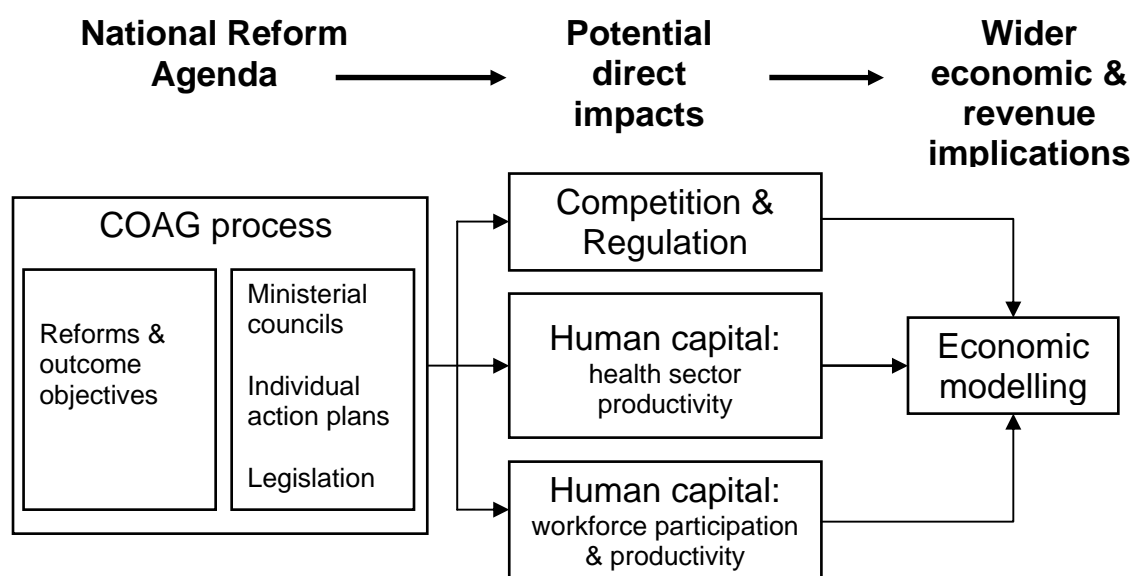 National Reform
Agenda
Potential
direct
impacts
Wider
economic &
revenue
implications
COAG process
Reforms &
outcome
objectives
Ministerial
councils
Individual
action plans
Legislation
Competition &
Regulation
Human capital:
health sector
productivity
Human capital:
workforce participation
& productivity
Economic
modelling